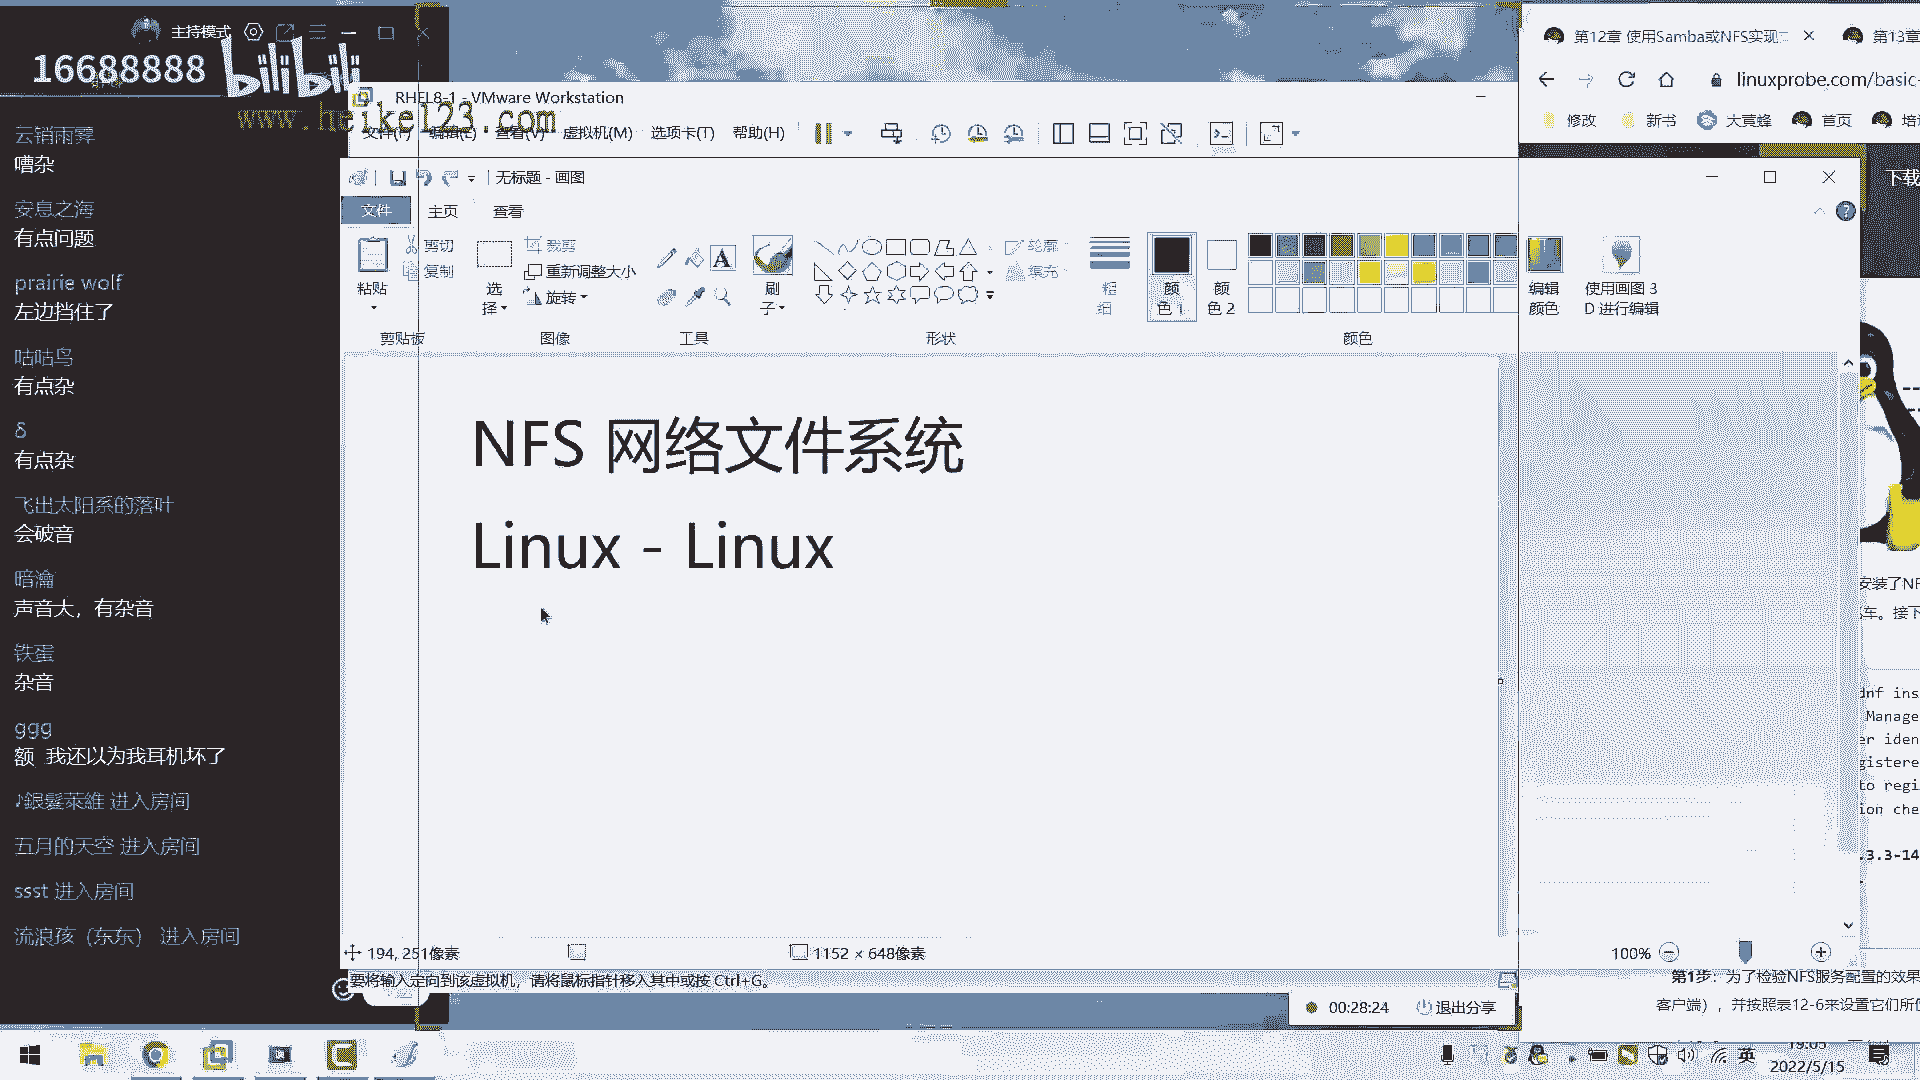 主持模式
16688888
bilibili
www.heike123.com
云销雨霁
嘈杂
安息之海
有点问题
prairie wolf
左边挡住了
咕咕鸟
有点杂
δ
有点杂
飞出太阳系的落叶
会破音
暗瀹
声音大，有杂音
铁蛋
杂音
ggg
额 我还以为我耳机坏了
♪銀髮萊維 进入房间
五月的天空 进入房间
ssst 进入房间
流浪孩（东东） 进入房间
RHEL8-1 - VMware Workstation
文件(F) 编辑(E) 查看(V) 虚拟机(M) 选项卡(T) 帮助(H)
无标题 - 画图
文件 主页 查看
粘贴
剪切
复制
剪贴板
选择
裁剪
重新调整大小
旋转
图像
A
工具
刷子
形状
轮廓
填充
粗细
颜色 1
颜色 2
颜色
编辑颜色
使用画图 3D 进行编辑
NFS 网络文件系统
Linux - Linux
194, 251像素
1152 × 648像素
100%
要将输入定向到该虚拟机，请将鼠标指针移入其中或按 Ctrl+G。
00:28:24
退出分享
第12章 使用Samba或NFS实现
第13章
linuxprobe.com/basic-
修改 新书 大黄蜂 首页 培
下载
安装了NF
车。接下
dnf ins
Manage
er iden
gistere
to regi
ion che
.3.3-14
第1步：为了检验NFS服务配置的效果
客户端），并按照表12-6来设置它们所
英
19:05
2022/5/15